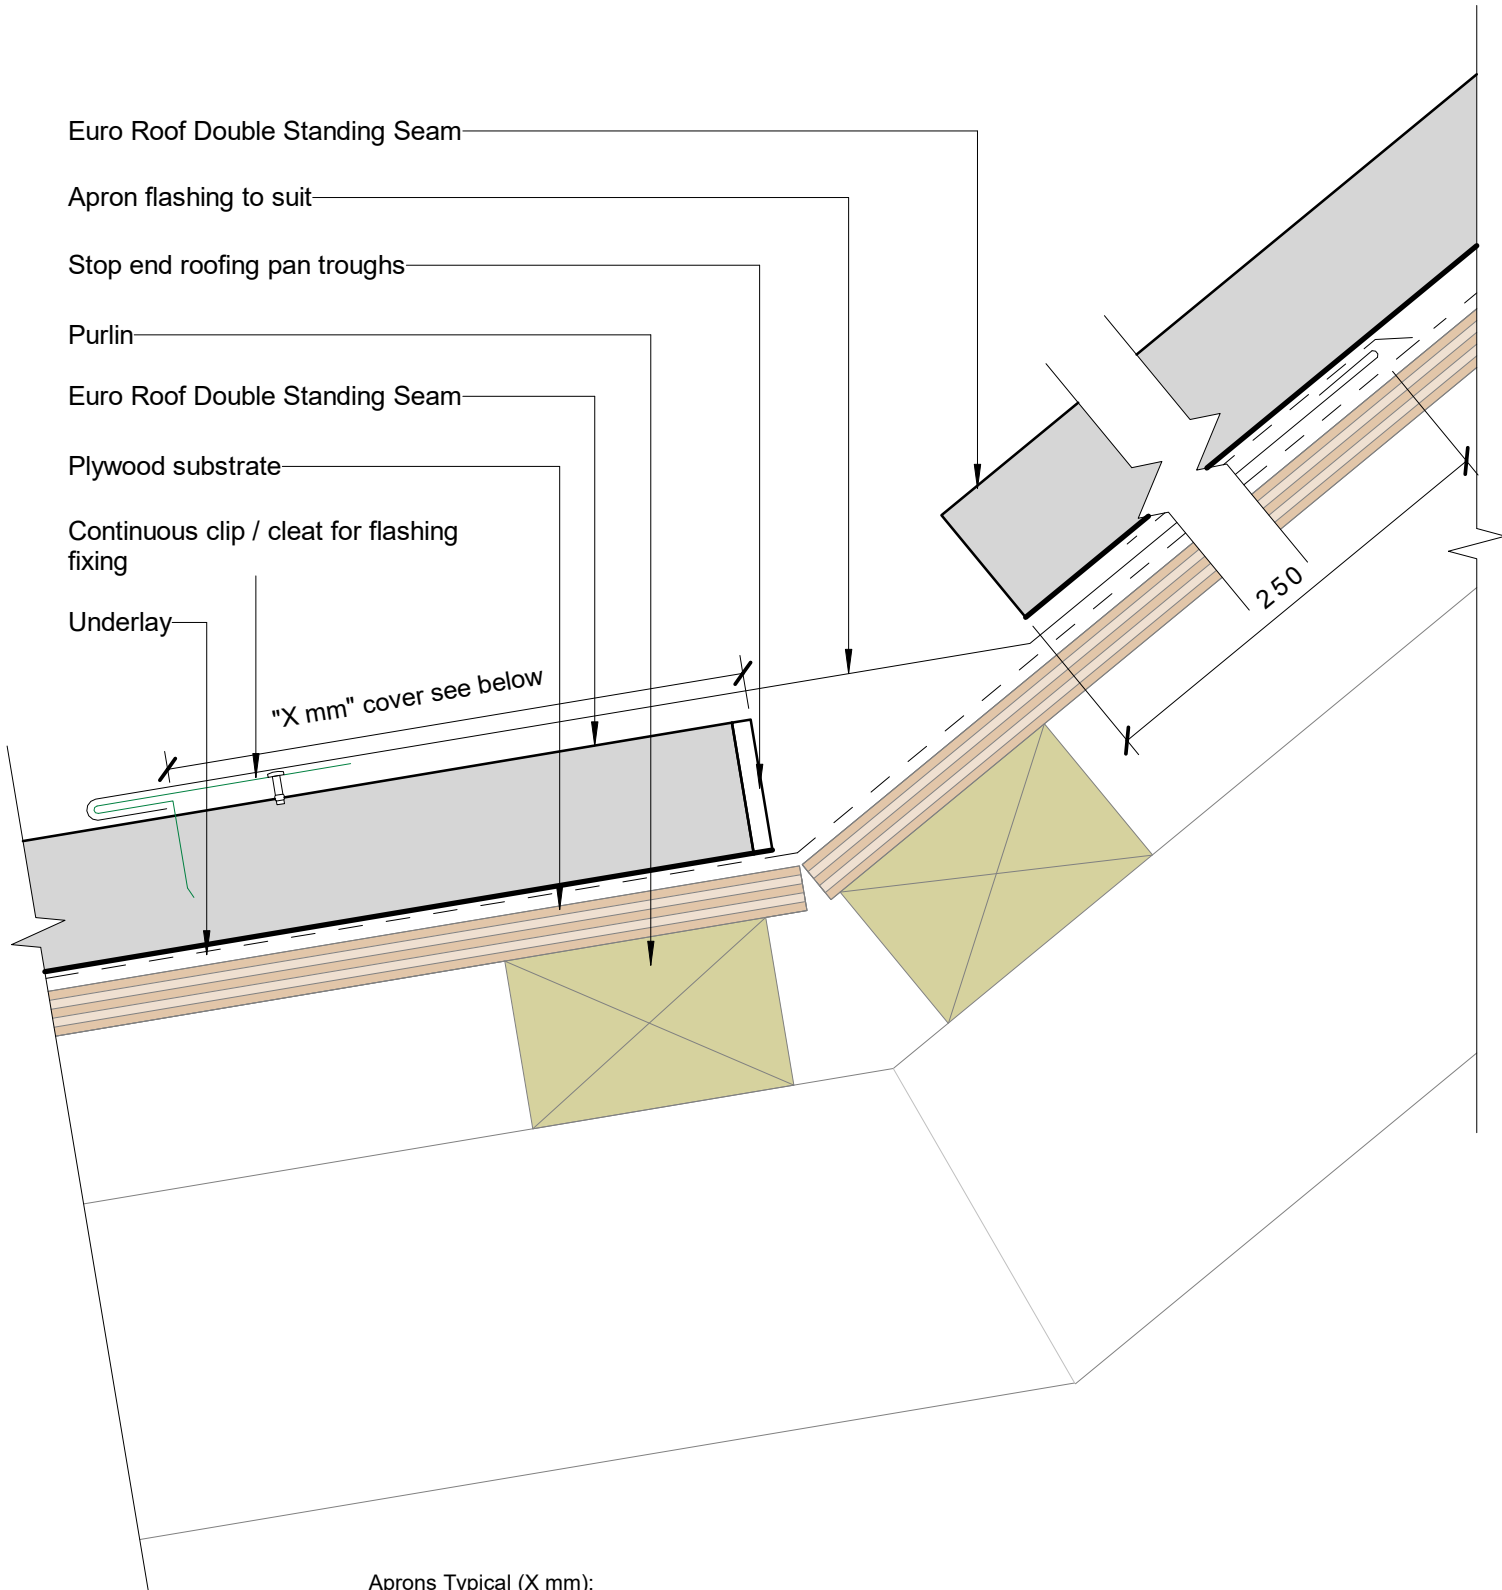 Euro Roof Double Standing Seam
Apron flashing to suit
Stop end roofing pan troughs
Purlin
Euro Roof Double Standing Seam
Plywood substrate
Continuous clip / cleat for flashing
fixing
Underlay
"X mm" cover see below
250
Aprons Typical (X mm):